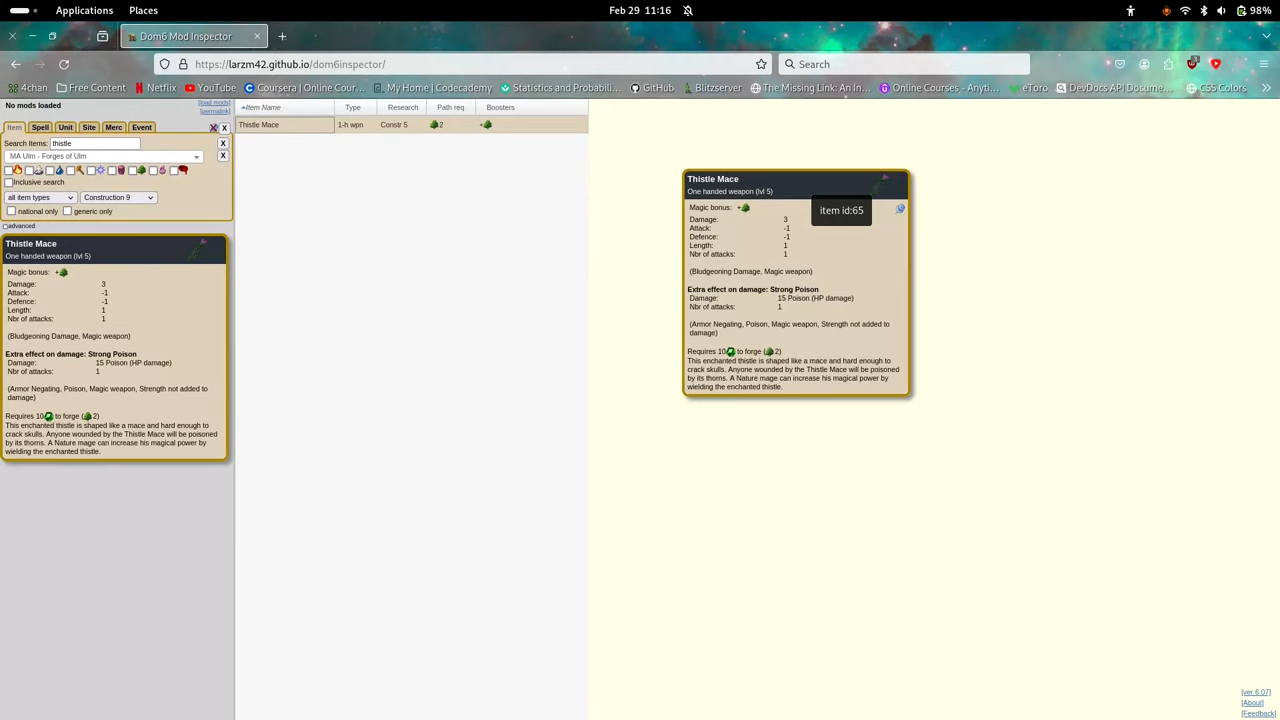 Applications Places Feb 29 11:16 98%
Dom6 Mod Inspector
https://larzm42.github.io/dom6inspector/ Search
4chan Free Content Netflix YouTube Coursera | Online Cour… Statistics and Probabili… GitHub My Home | Codecademy Blitzserver The Missing Link: An In… Online Courses - Anyti… eToro DevDocs API Docume… CSS Colors
No mods loaded [load mods]
[permalink]
Item Spell Unit Site Merc Event X
Search Items: thistle X
MA Ulm - Forges of Ulm X
Inclusive search
all item types Construction 9
national only generic only
advanced
Thistle Mace
One handed weapon (lvl 5)
Magic bonus: +
Damage: 3
Attack: -1
Defence: -1
Length: 1
Nbr of attacks: 1
(Bludgeoning Damage, Magic weapon)
Extra effect on damage: Strong Poison
Damage: 15 Poison (HP damage)
Nbr of attacks: 1
(Armor Negating, Poison, Magic weapon, Strength not added to
damage)
Requires 10 to forge ( 2)
This enchanted thistle is shaped like a mace and hard enough to
crack skulls. Anyone wounded by the Thistle Mace will be poisoned
by its thorns. A Nature mage can increase his magical power by
wielding the enchanted thistle.
Item Name Type Research Path req Boosters
Thistle Mace 1-h wpn Constr 5 2 +
Thistle Mace
One handed weapon (lvl 5)
item id:65
Magic bonus: +
Damage: 3
Attack: -1
Defence: -1
Length: 1
Nbr of attacks: 1
(Bludgeoning Damage, Magic weapon)
Extra effect on damage: Strong Poison
Damage: 15 Poison (HP damage)
Nbr of attacks: 1
(Armor Negating, Poison, Magic weapon, Strength not added to
damage)
Requires 10 to forge ( 2)
This enchanted thistle is shaped like a mace and hard enough to
crack skulls. Anyone wounded by the Thistle Mace will be poisoned
by its thorns. A Nature mage can increase his magical power by
wielding the enchanted thistle.
[ver 6.07]
[About]
[Feedback]